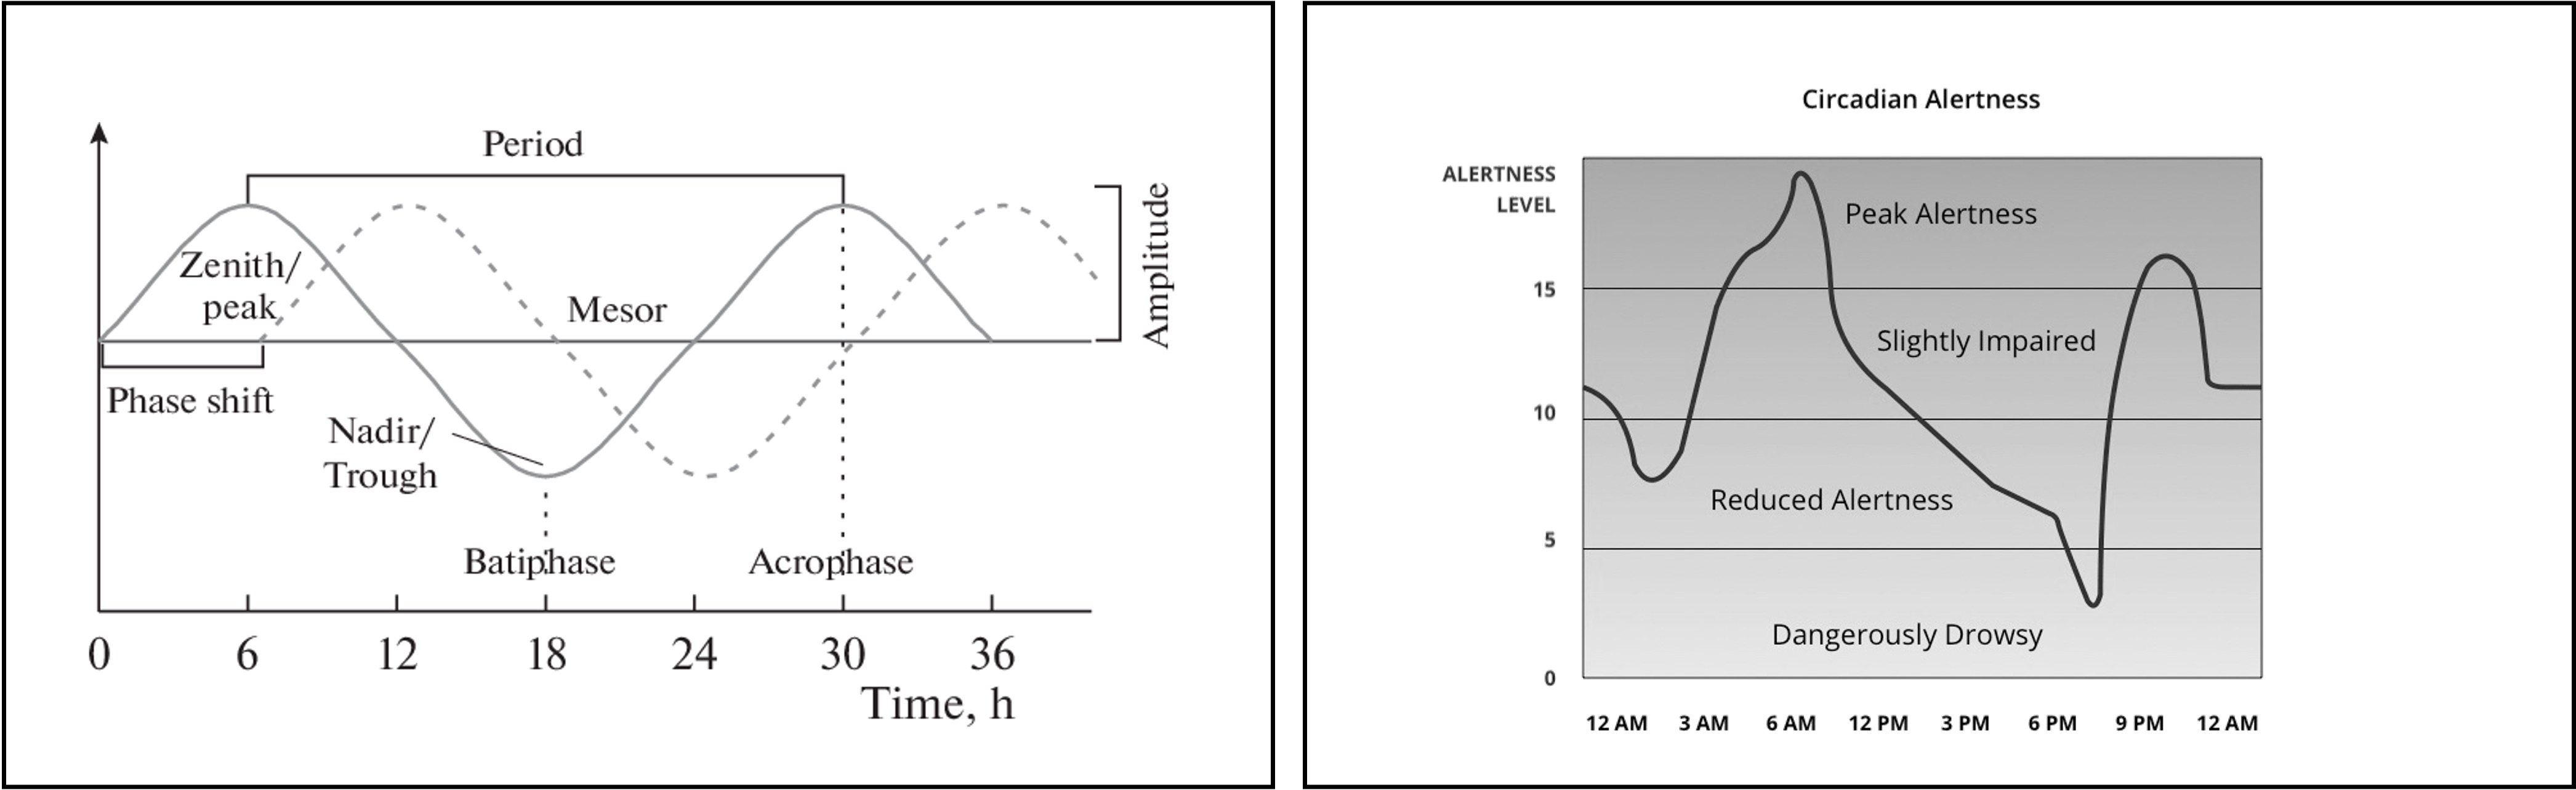 Period
Amplitude
Zenith/
peak
Mesor
Phase shift
Nadir/
Trough
Batiphase
Acrophase
0 6 12 18 24 30 36
Time, h
Circadian Alertness
ALERTNESS
LEVEL
Peak Alertness
15
Slightly Impaired
10
Reduced Alertness
5
Dangerously Drowsy
0
12 AM 3 AM 6 AM 12 PM 3 PM 6 PM 9 PM 12 AM